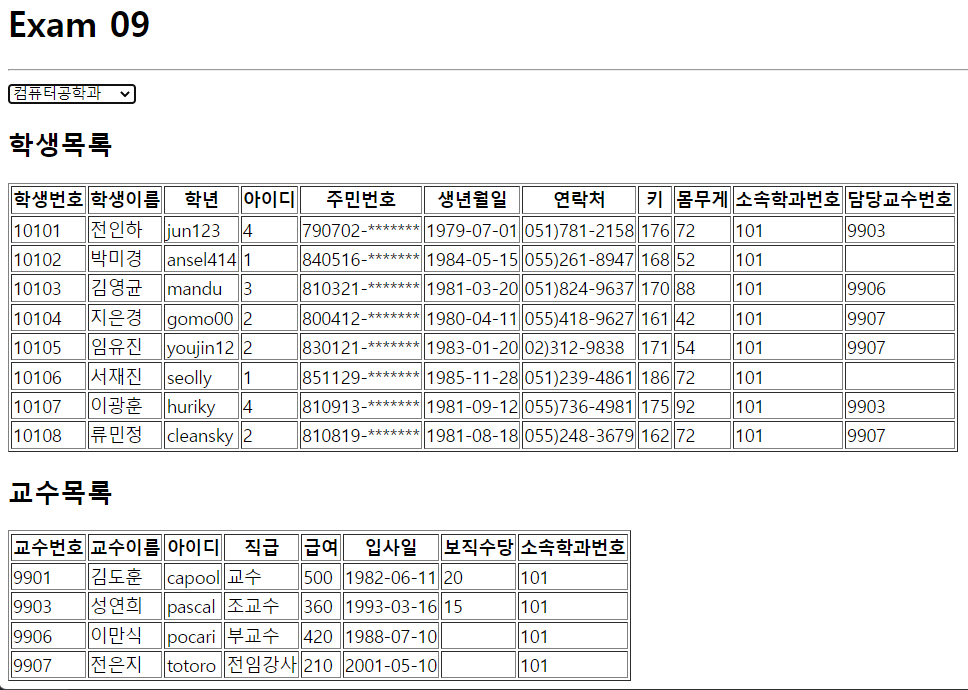 Exam 09
컴퓨터공학과
학생목록
학생번호 학생이름 학년 아이디 주민번호 생년월일 연락처 키 몸무게 소속학과번호 담당교수번호
10101 전인하 jun123 4 790702-******* 1979-07-01 051)781-2158 176 72 101 9903
10102 박미경 ansel414 1 840516-******* 1984-05-15 055)261-8947 168 52 101
10103 김영균 mandu 3 810321-******* 1981-03-20 051)824-9637 170 88 101 9906
10104 지은경 gomo00 2 800412-******* 1980-04-11 055)418-9627 161 42 101 9907
10105 임유진 youjin12 2 830121-******* 1983-01-20 02)312-9838 171 54 101 9907
10106 서재진 seolly 1 851129-******* 1985-11-28 051)239-4861 186 72 101
10107 이광훈 huriky 4 810913-******* 1981-09-12 055)736-4981 175 92 101 9903
10108 류민정 cleansky 2 810819-******* 1981-08-18 055)248-3679 162 72 101 9907
교수목록
교수번호 교수이름 아이디 직급 급여 입사일 보직수당 소속학과번호
9901 김도훈 capool 교수 500 1982-06-11 20 101
9903 성연희 pascal 조교수 360 1993-03-16 15 101
9906 이만식 pocari 부교수 420 1988-07-10 101
9907 전은지 totoro 전임강사 210 2001-05-10 101